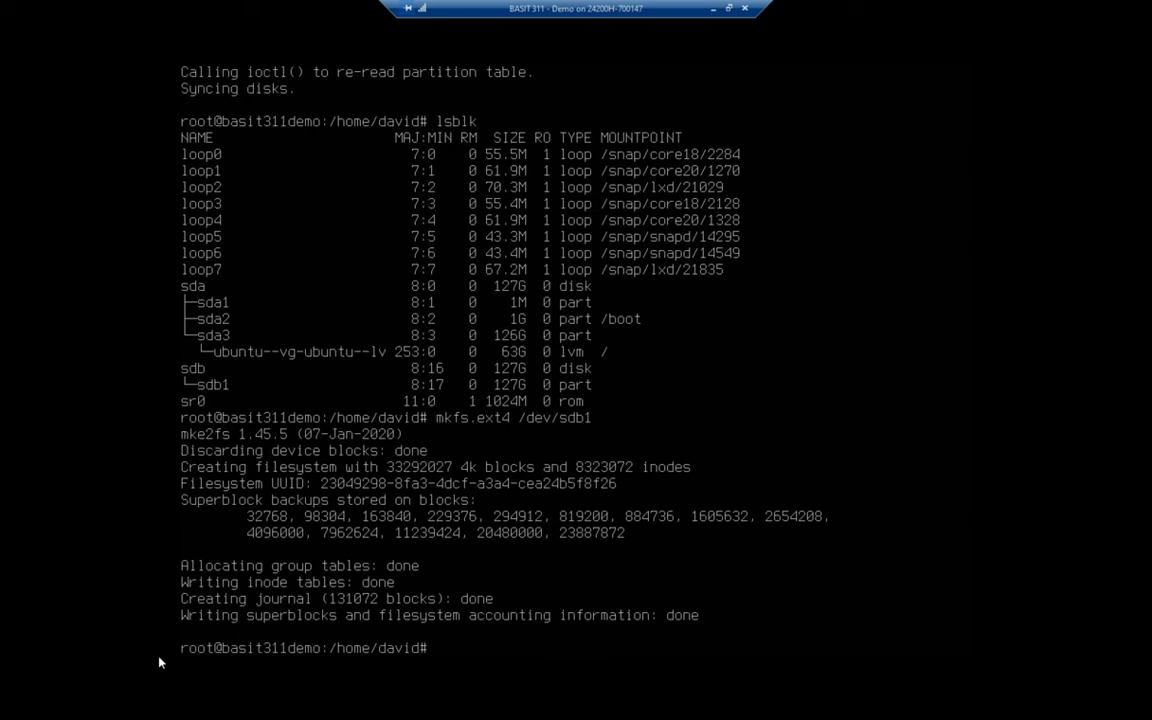 BASIT 311 - Demo on 24200H-700147
Calling ioctl() to re-read partition table.
Syncing disks.
root@basit311demo:/home/david# lsblk
NAME MAJ:MIN RM SIZE RO TYPE MOUNTPOINT
loop0 7:0 0 55.5M 1 loop /snap/core18/2284
loop1 7:1 0 61.9M 1 loop /snap/core20/1270
loop2 7:2 0 70.3M 1 loop /snap/lxd/21029
loop3 7:3 0 55.4M 1 loop /snap/core18/2128
loop4 7:4 0 61.9M 1 loop /snap/core20/1328
loop5 7:5 0 43.3M 1 loop /snap/snapd/14295
loop6 7:6 0 43.4M 1 loop /snap/snapd/14549
loop7 7:7 0 67.2M 1 loop /snap/lxd/21835
sda 8:0 0 127G 0 disk
├─sda1 8:1 0 1M 0 part
├─sda2 8:2 0 1G 0 part /boot
└─sda3 8:3 0 126G 0 part
└─ubuntu--vg-ubuntu--lv 253:0 0 63G 0 lvm /
sdb 8:16 0 127G 0 disk
└─sdb1 8:17 0 127G 0 part
sr0 11:0 1 1024M 0 rom
root@basit311demo:/home/david# mkfs.ext4 /dev/sdb1
mke2fs 1.45.5 (07-Jan-2020)
Discarding device blocks: done
Creating filesystem with 33292027 4k blocks and 8323072 inodes
Filesystem UUID: 23049298-8fa3-4dcf-a3a4-cea24b5f8f26
Superblock backups stored on blocks:
32768, 98304, 163840, 229376, 294912, 819200, 884736, 1605632, 2654208,
4096000, 7962624, 11239424, 20480000, 23887872
Allocating group tables: done
Writing inode tables: done
Creating journal (131072 blocks): done
Writing superblocks and filesystem accounting information: done
root@basit311demo:/home/david#